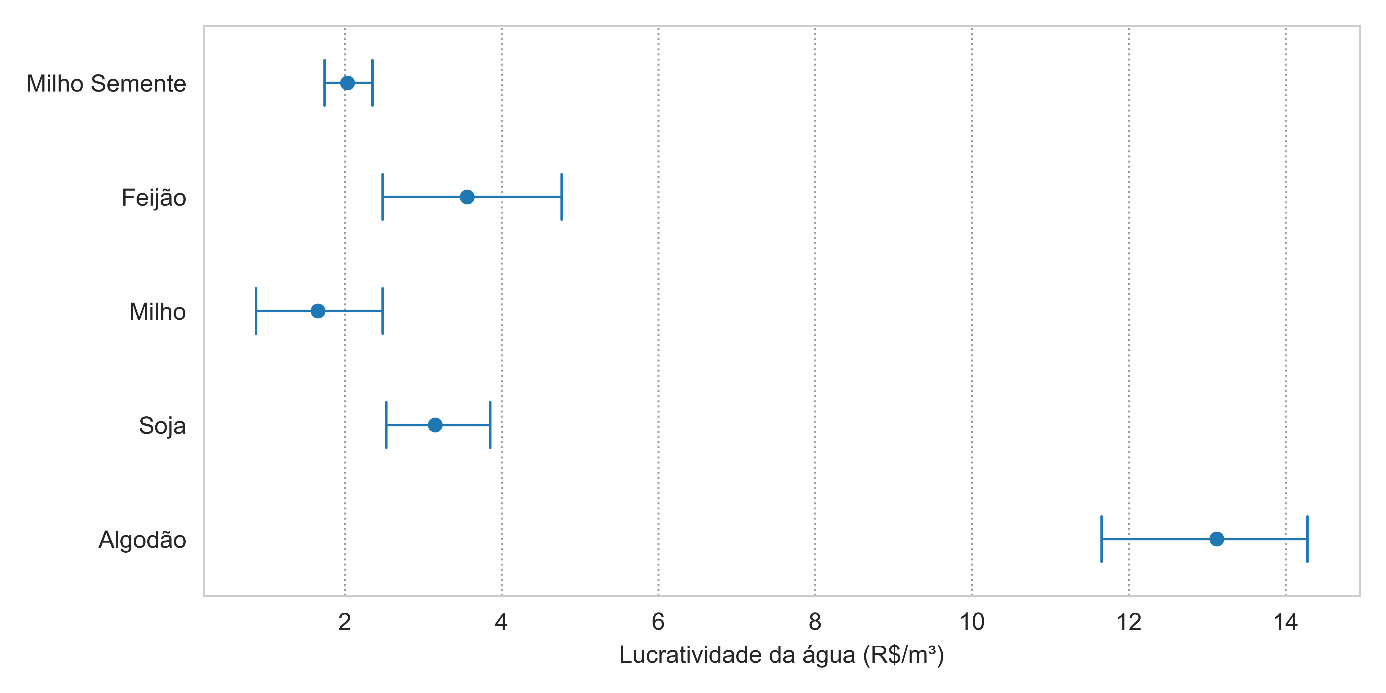 Milho Semente
Feijão
Milho
Soja
Algodão
2 4 6 8 10 12 14
Lucratividade da água (R$/m³)